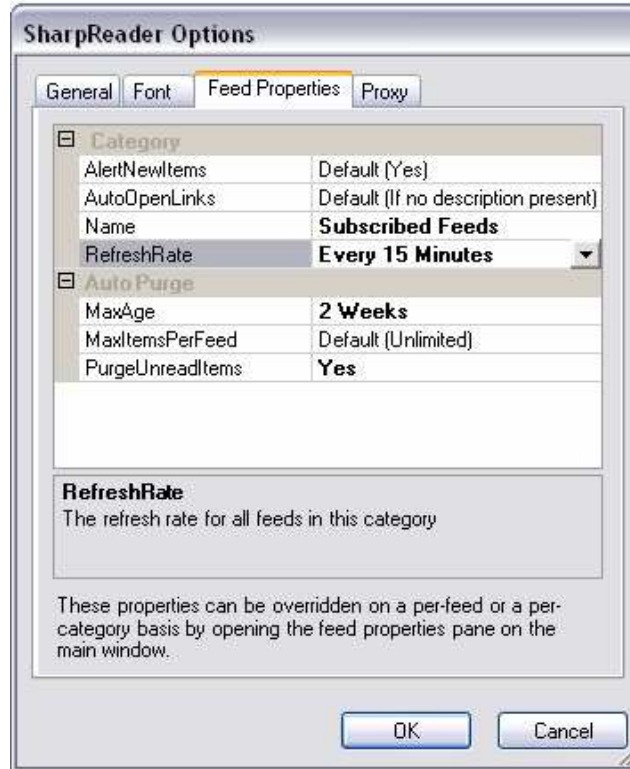 SharpReader Options
General Font Feed Properties Proxy
Category
AlertNewItems Default (Yes)
AutoOpenLinks Default (If no description present)
Name Subscribed Feeds
RefreshRate Every 15 Minutes
Auto Purge
MaxAge 2 Weeks
MaxItemsPerFeed Default (Unlimited)
PurgeUnreadItems Yes
RefreshRate
The refresh rate for all feeds in this category
These properties can be overridden on a per-feed or a per-
category basis by opening the feed properties pane on the
main window.
OK Cancel